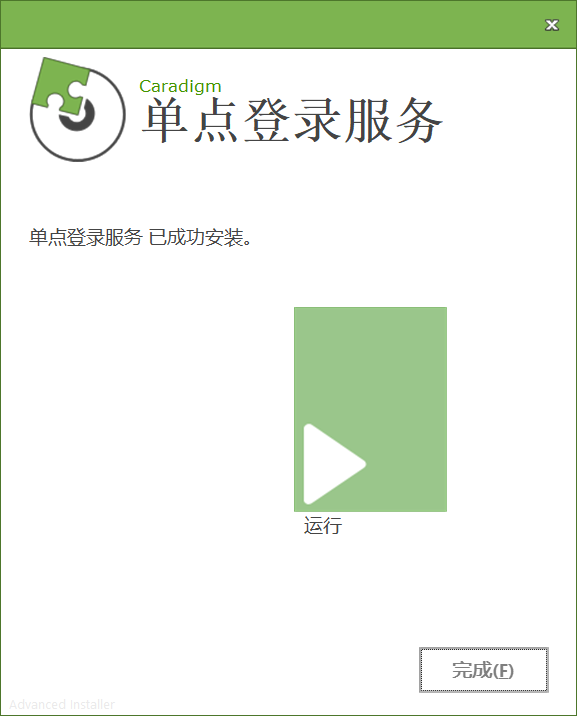 Caradigm
单点登录服务
单点登录服务 已成功安装。
运行
完成(F)
Advanced Installer